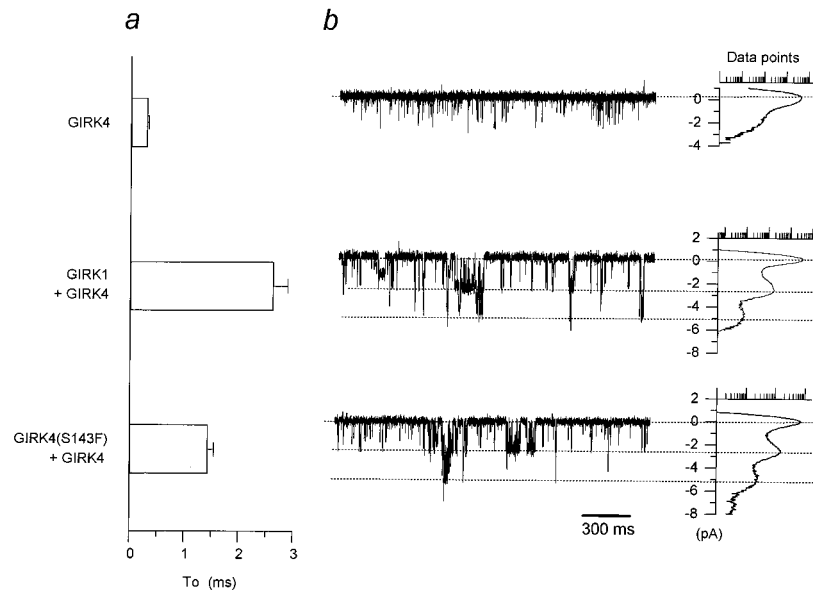 a
b
Data points
GIRK4
0
-2
-4
GIRK1
+ GIRK4
2
0
-2
-4
-6
-8
GIRK4(S143F)
+ GIRK4
2
0
-2
-4
-6
-8
(pA)
300 ms
0
1
2
3
To (ms)